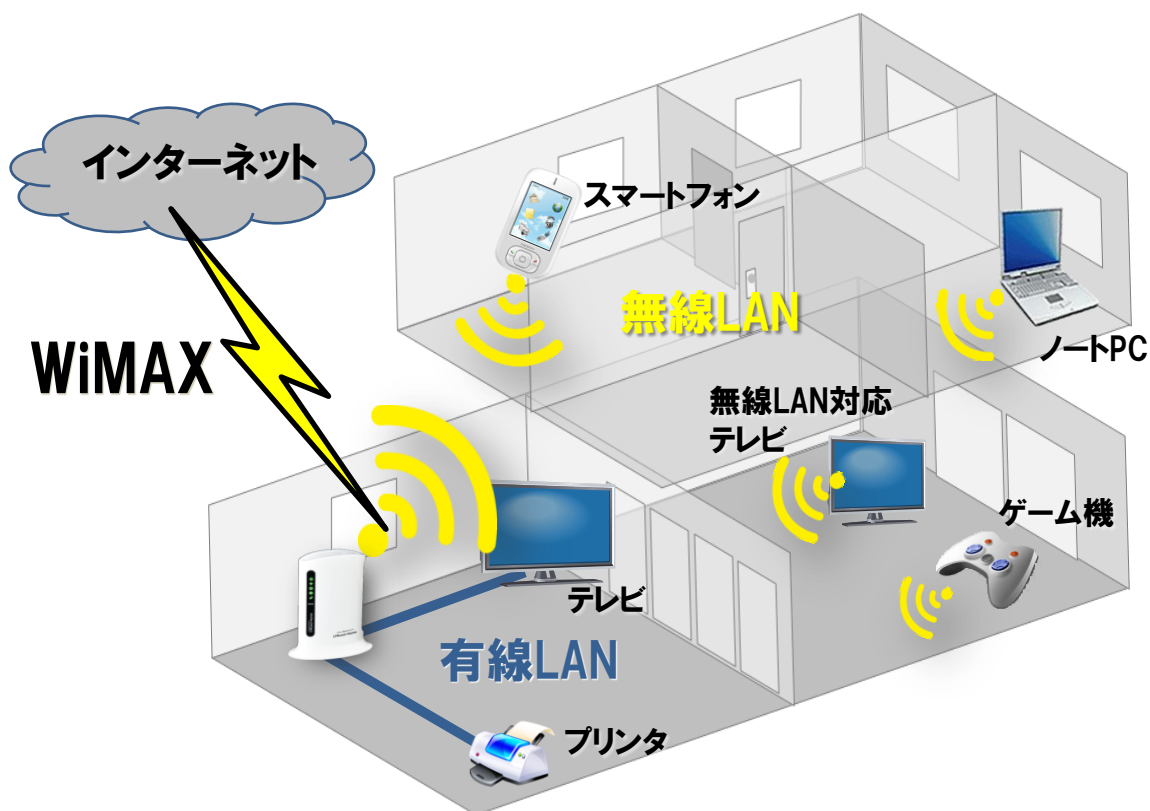 インターネット
スマートフォン
無線LAN
WiMAX
ノートPC
無線LAN対応
テレビ
ゲーム機
テレビ
有線LAN
プリンタ